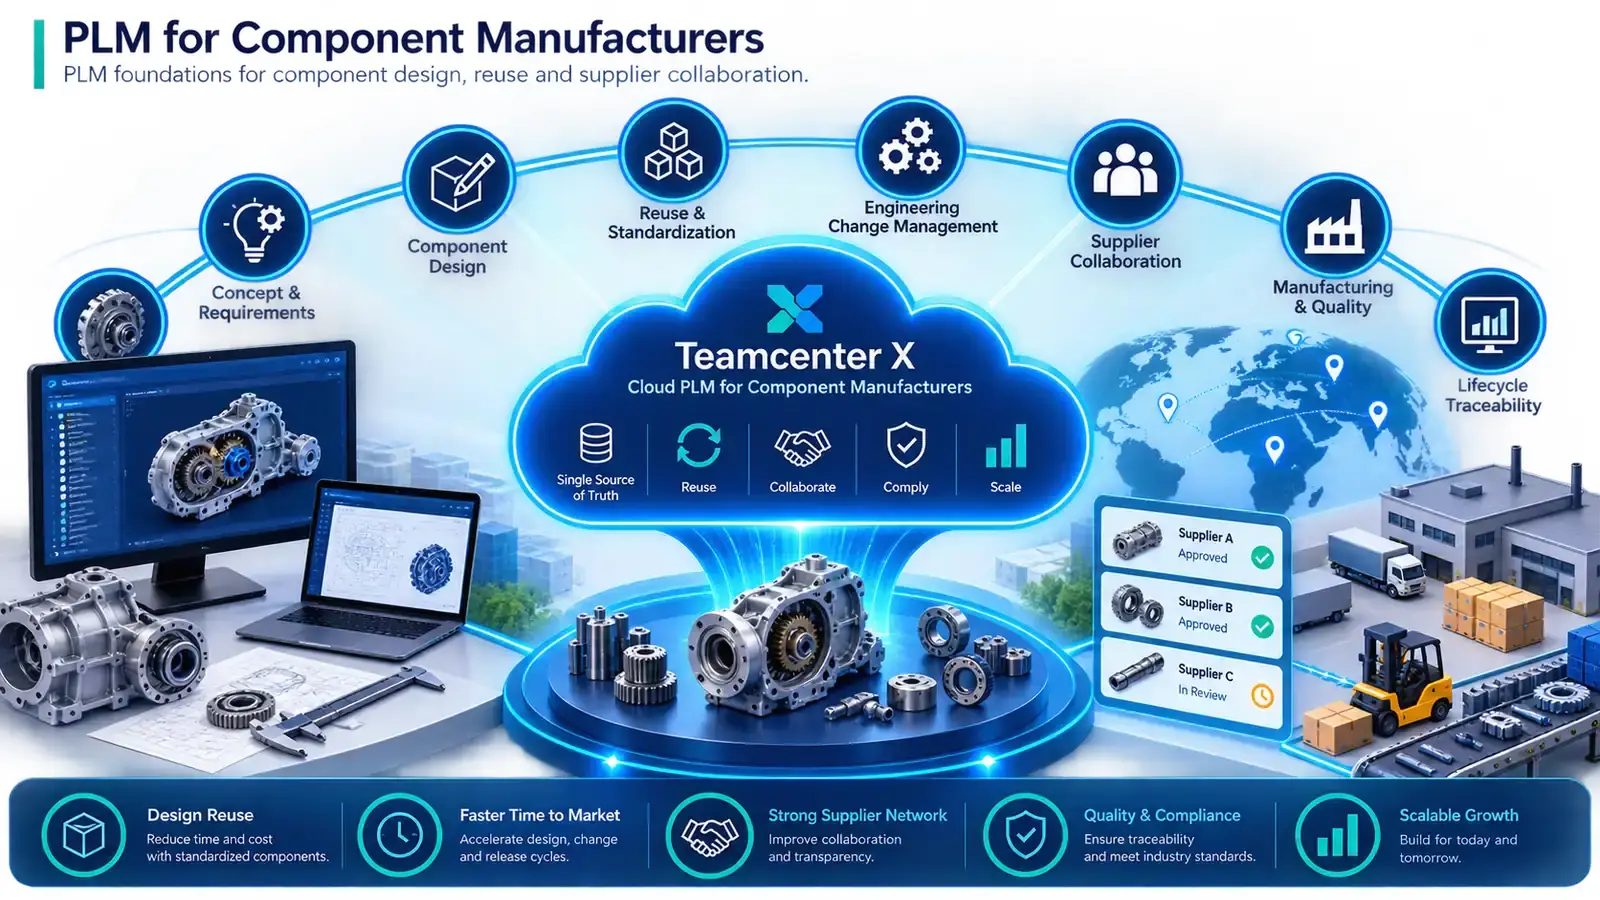 PLM for Component Manufacturers
PLM foundations for component design, reuse and supplier collaboration.
Concept &
Requirements
Component
Design
Reuse &
Standardization
Engineering
Change Management
Supplier
Collaboration
Manufacturing
& Quality
Lifecycle
Traceability
Teamcenter X
Cloud PLM for Component Manufacturers
Single Source
of Truth
Reuse
Collaborate
Comply
Scale
Supplier A
Approved
Supplier B
Approved
Supplier C
In Review
Design Reuse
Reduce time and cost
with standardized components.
Faster Time to Market
Accelerate design, change
and release cycles.
Strong Supplier Network
Improve collaboration
and transparency.
Quality & Compliance
Ensure traceability
and meet industry standards.
Scalable Growth
Build for today and
tomorrow.